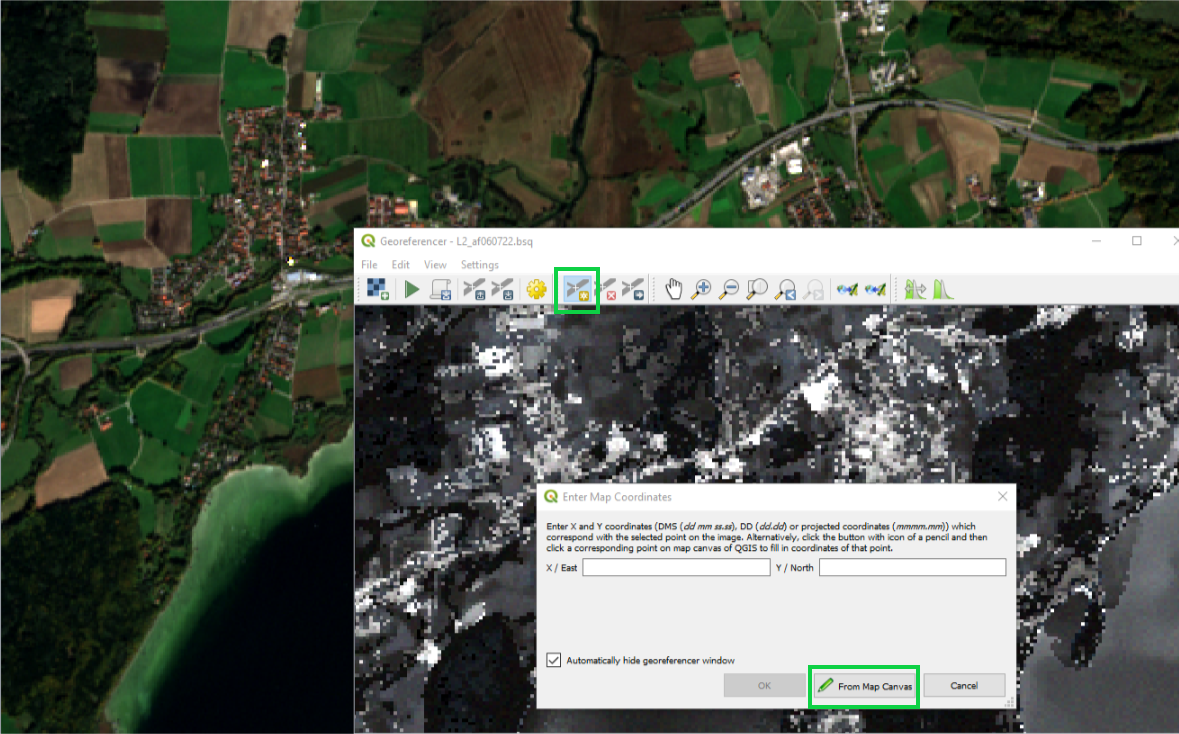 Georeferencer - L2_af060722.bsq
File Edit View Settings
Enter Map Coordinates
Enter X and Y coordinates (DMS (dd mm ss.ss), DD (dd.dd) or projected coordinates (mmmm.mm)) which
correspond with the selected point on the image. Alternatively, click the button with icon of a pencil and then
click a corresponding point on map canvas of QGIS to fill in coordinates of that point.
X / East Y / North
Automatically hide georeferencer window
OK From Map Canvas Cancel